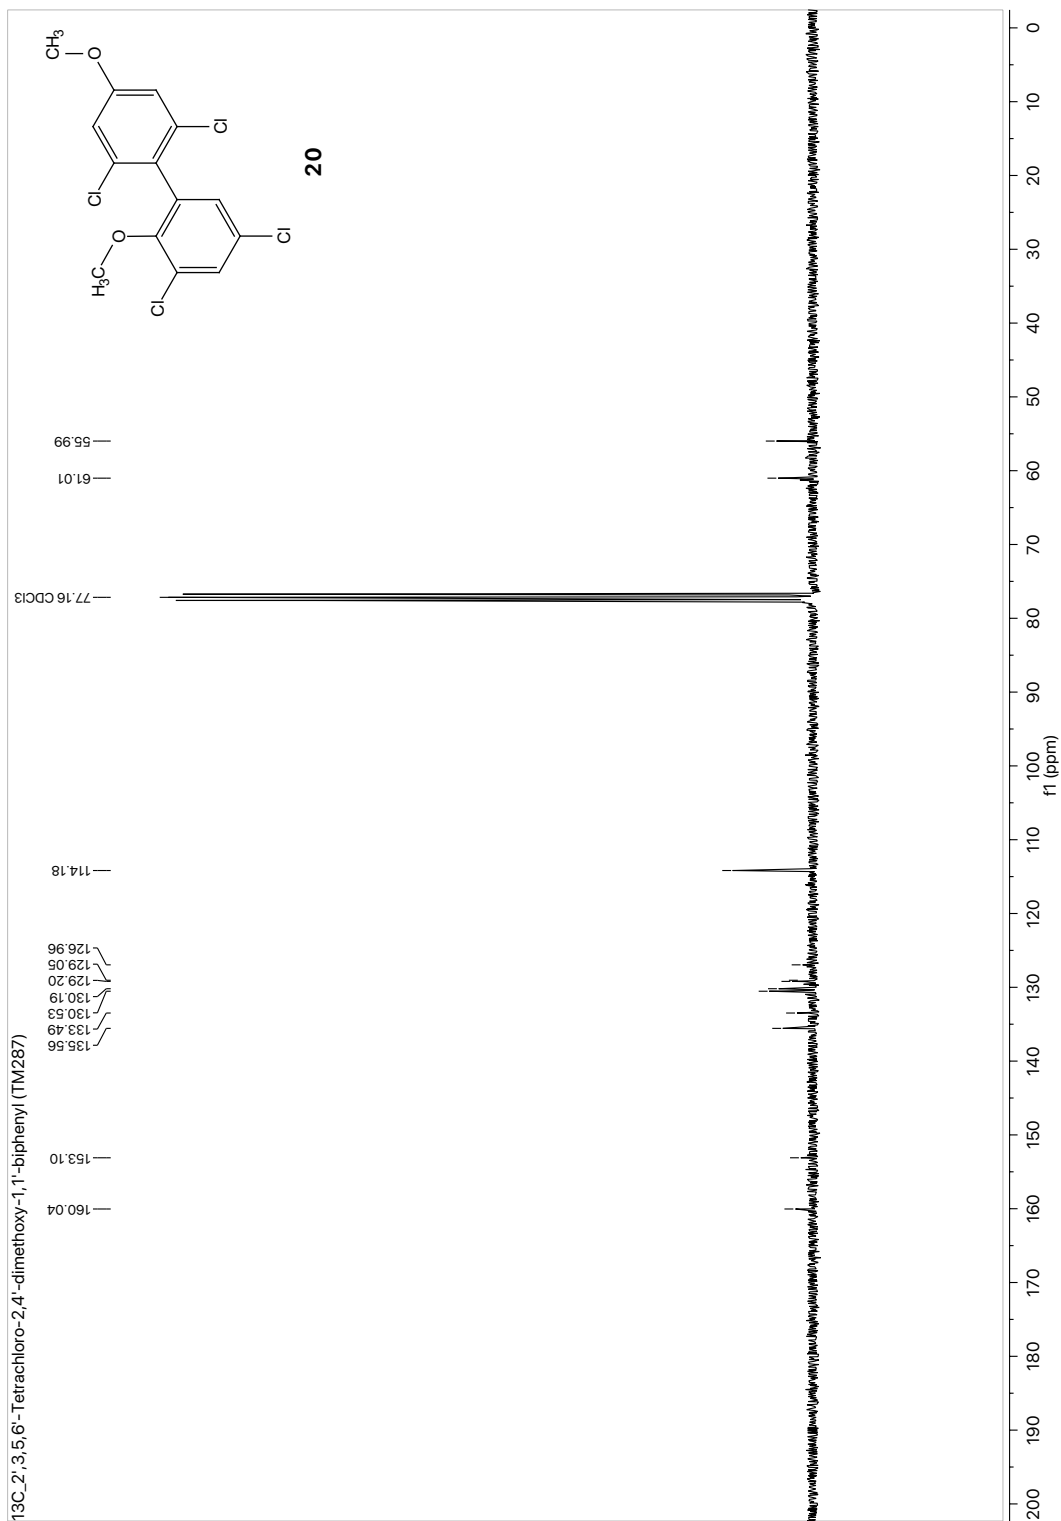 13C_2',3,5,6'-Tetrachloro-2,4'-dimethoxy-1,1'-biphenyl (TM287)
160.04
153.10
135.56
133.49
130.53
130.19
129.20
129.05
126.96
114.18
77.16 CDCl3
61.01
55.99
H3C
O
Cl
Cl
Cl
Cl
O
CH3
20
200 190 180 170 160 150 140 130 120 110 100 90 80 70 60 50 40 30 20 10 0
f1 (ppm)